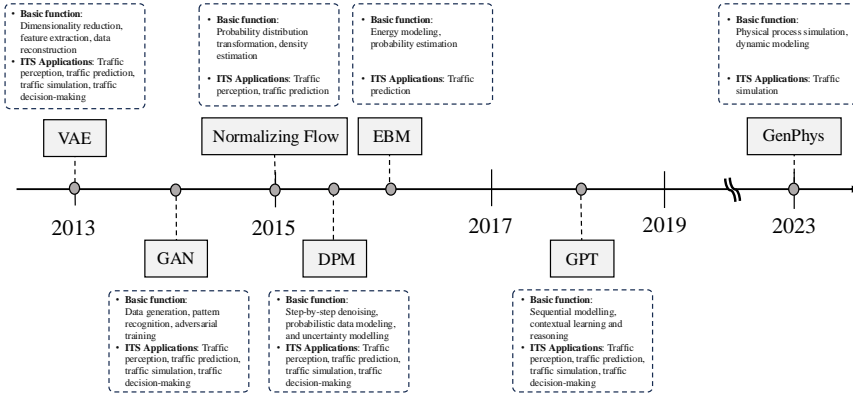 • Basic function:
Dimensionality reduction,
feature extraction, data
reconstruction
• ITS Applications: Traffic
perception, traffic prediction,
traffic simulation, traffic
decision-making
• Basic function:
Probability distribution
transformation, density
estimation
• ITS Applications: Traffic
perception, traffic prediction
• Basic function:
Energy modeling,
probability estimation
• ITS Applications: Traffic
prediction
• Basic function:
Physical process simulation,
dynamic modeling
• ITS Applications: Traffic
simulation
VAE
Normalizing Flow
EBM
GenPhys
2013
2015
2017
2019
2023
GAN
DPM
GPT
• Basic function:
Data generation, pattern
recognition, adversarial
training
• ITS Applications: Traffic
perception, traffic prediction,
traffic simulation, traffic
decision-making
• Basic function:
Step-by-step denoising,
probabilistic data modeling,
and uncertainty modelling
• ITS Applications: Traffic
perception, traffic prediction,
traffic simulation, traffic
decision-making
• Basic function:
Sequential modelling,
contextual learning and
reasoning
• ITS Applications: Traffic
perception, traffic prediction,
traffic simulation, traffic
decision-making